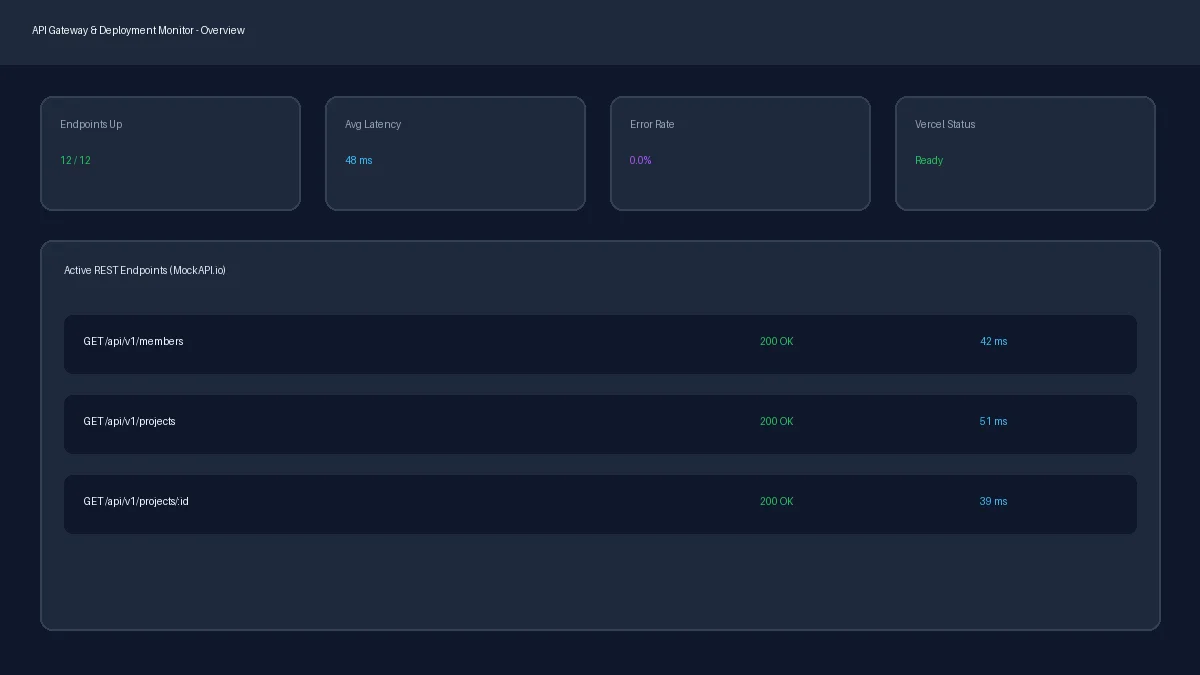 API Gateway & Deployment Monitor - Overview
Endpoints Up
12 / 12
Avg Latency
48 ms
Error Rate
0.0%
Vercel Status
Ready
Active REST Endpoints (MockAPI.io)
GET /api/v1/members 200 OK 42 ms
GET /api/v1/projects 200 OK 51 ms
GET /api/v1/projects/:id 200 OK 39 ms